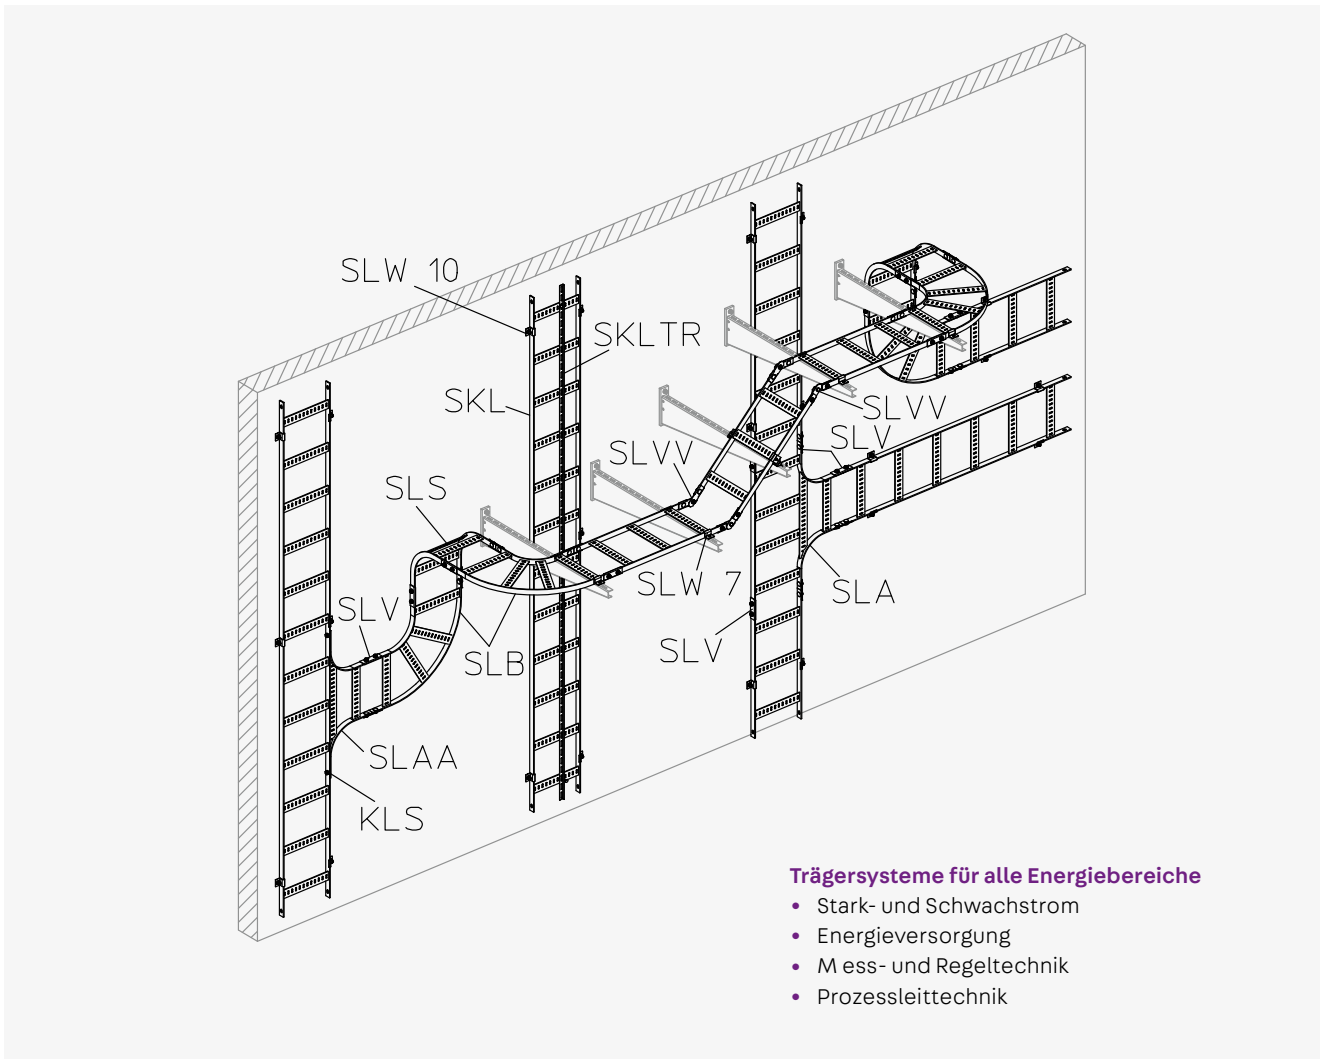 SLW 10
SKLTR
SKL
SLVV
SLV
SLVV
SLS
SLW 7
SLA
SLV
SLV
SLB
SLAA
KLS
Trägersysteme für alle Energiebereiche
• Stark- und Schwachstrom
• Energieversorgung
• M ess- und Regeltechnik
• Prozessleittechnik